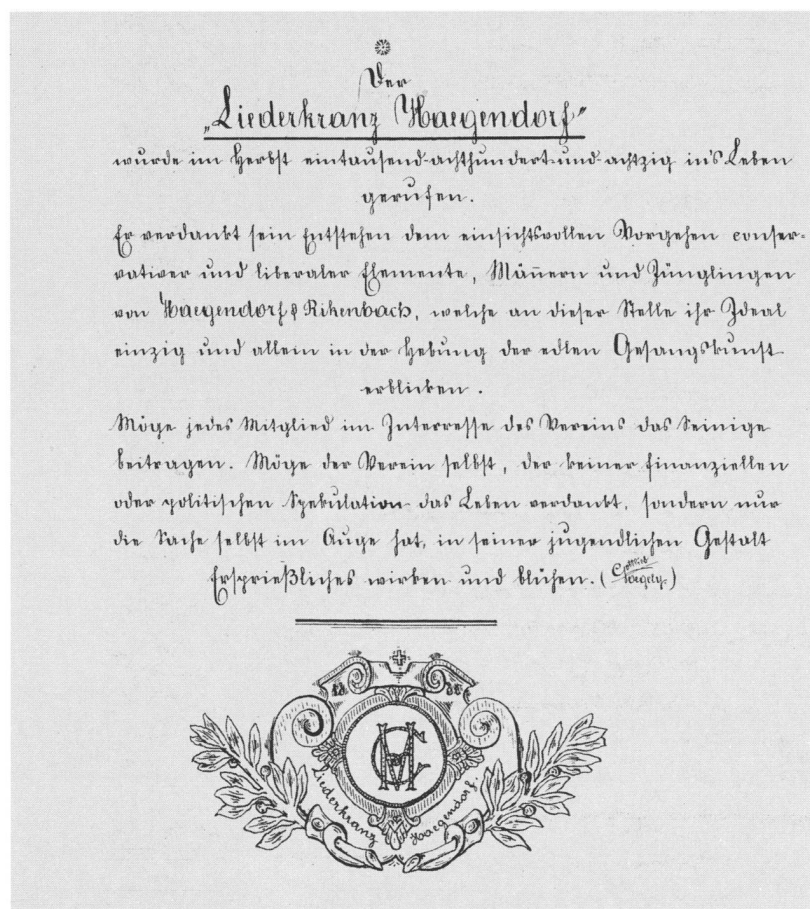 Der
„Liederkranz Haegendorf"
wurde im Herbst eintausend-achthundert-und-achtzig in's Leben
gerufen.
Er verdankt sein Entstehen dem einsichtsvollen Vorgehen conser-
vativer und liberaler Elemente, Mäñern und Jünglingen
von Haegendorf & Rikenbach, welche an dieser Stelle ihr Ideal
einzig und allein in der Hebung der edlen Gesangskunst
erblicken.
Möge jedes Mitglied im Interresse des Vereins das Seinige
beitragen. Möge der Verein selbst, der keiner finanziellen
oder politischen Spekulation das Leben verdankt, sondern nur
die Sache selbst im Auge hat, in seiner jugendlichen Gestalt
Ersprießliches wirken und blühen. (Gottlieb
Liederkranz Haegendorf.